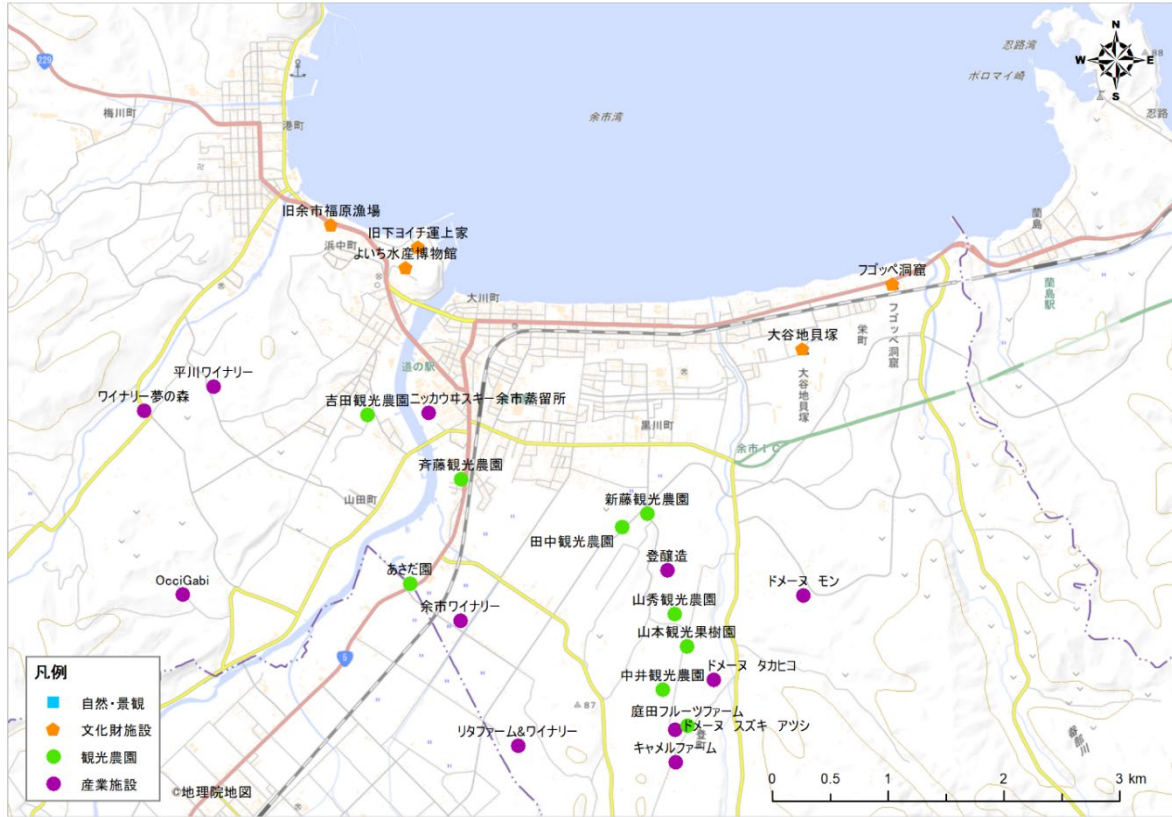 N
W
E
S
忍路湾
ポロマイ岬
88
忍路
229
梅川町
港町
余市湾
旧余市福原漁場
浜中町
旧下ヨイチ運上家
よいち水産博物館
蘭島
フゴッペ洞窟
蘭島駅
大川町
大谷地貝塚
栄町
フゴッペ洞窟
大谷地貝塚
平川ワイナリー
ワイナリー夢の森
道の駅
吉田観光農園
ニッカウヰスキー余市蒸留所
黒川町
余市IC
斉藤観光農園
山田町
新藤観光農園
田中観光農園
登醸造
OcciGabi
あさだ園
余市ワイナリー
ドメーヌ モン
山秀観光農園
山本観光果樹園
ドメーヌ タカヒコ
中井観光農園
5
87
庭田フルーツファーム
ドメーヌ スズキ アツシ
リタファーム&ワイナリー
キャメルファーム
登町
凡例
自然・景観
文化財施設
観光農園
産業施設
©地理院地図
0 0.5 1 2 3 km